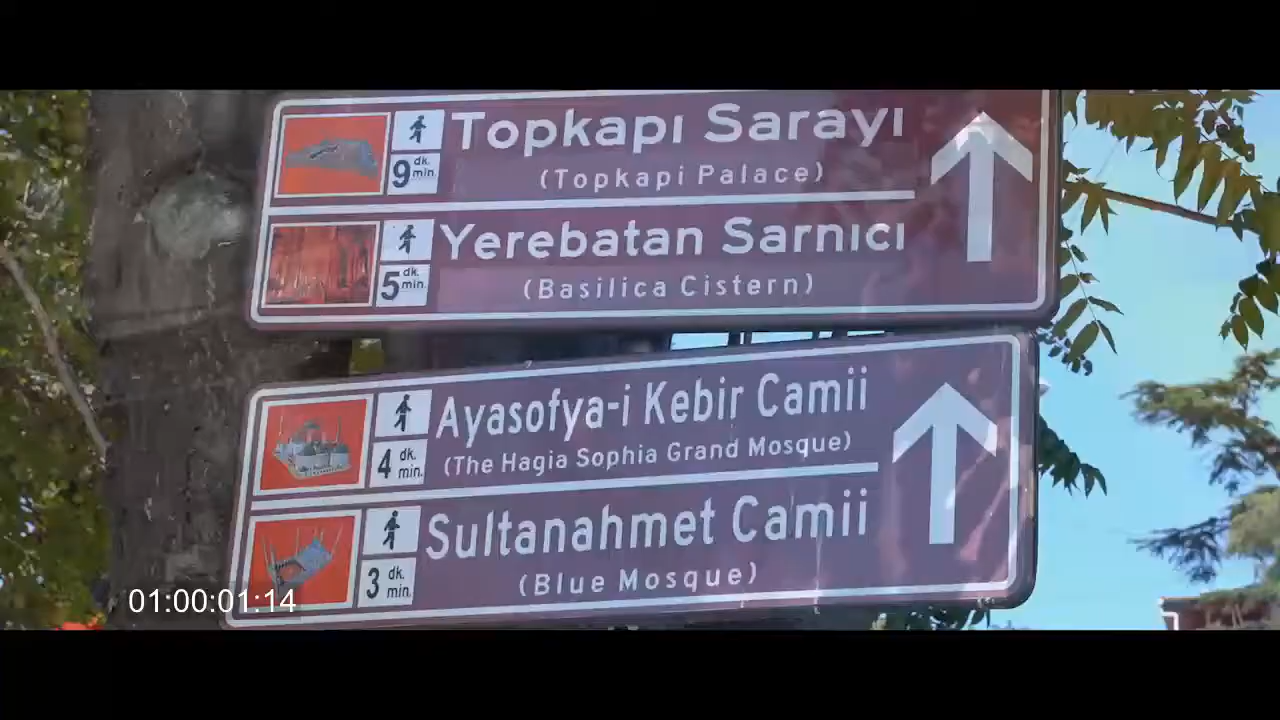 Topkapı Sarayı
9 dk. min.
(Topkapi Palace)
Yerebatan Sarnıcı
5 dk. min.
(Basilica Cistern)
Ayasofya-i Kebir Camii
4 dk. min.
(The Hagia Sophia Grand Mosque)
Sultanahmet Camii
3 dk. min.
(Blue Mosque)
01:00:01:14